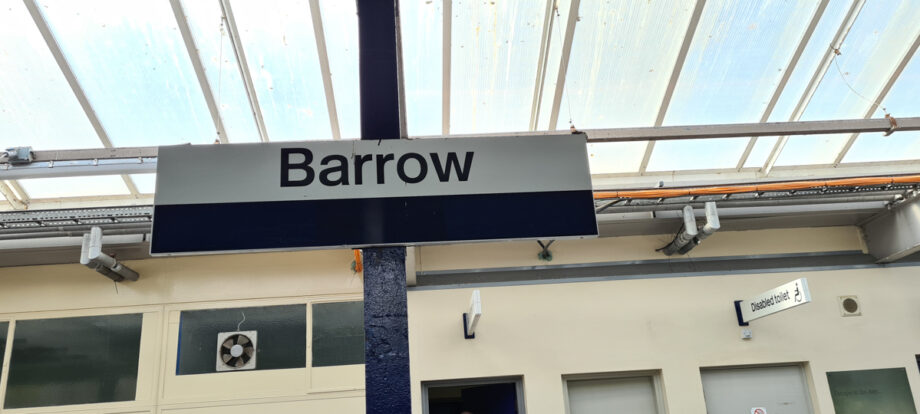 Barrow
Disabled toilet